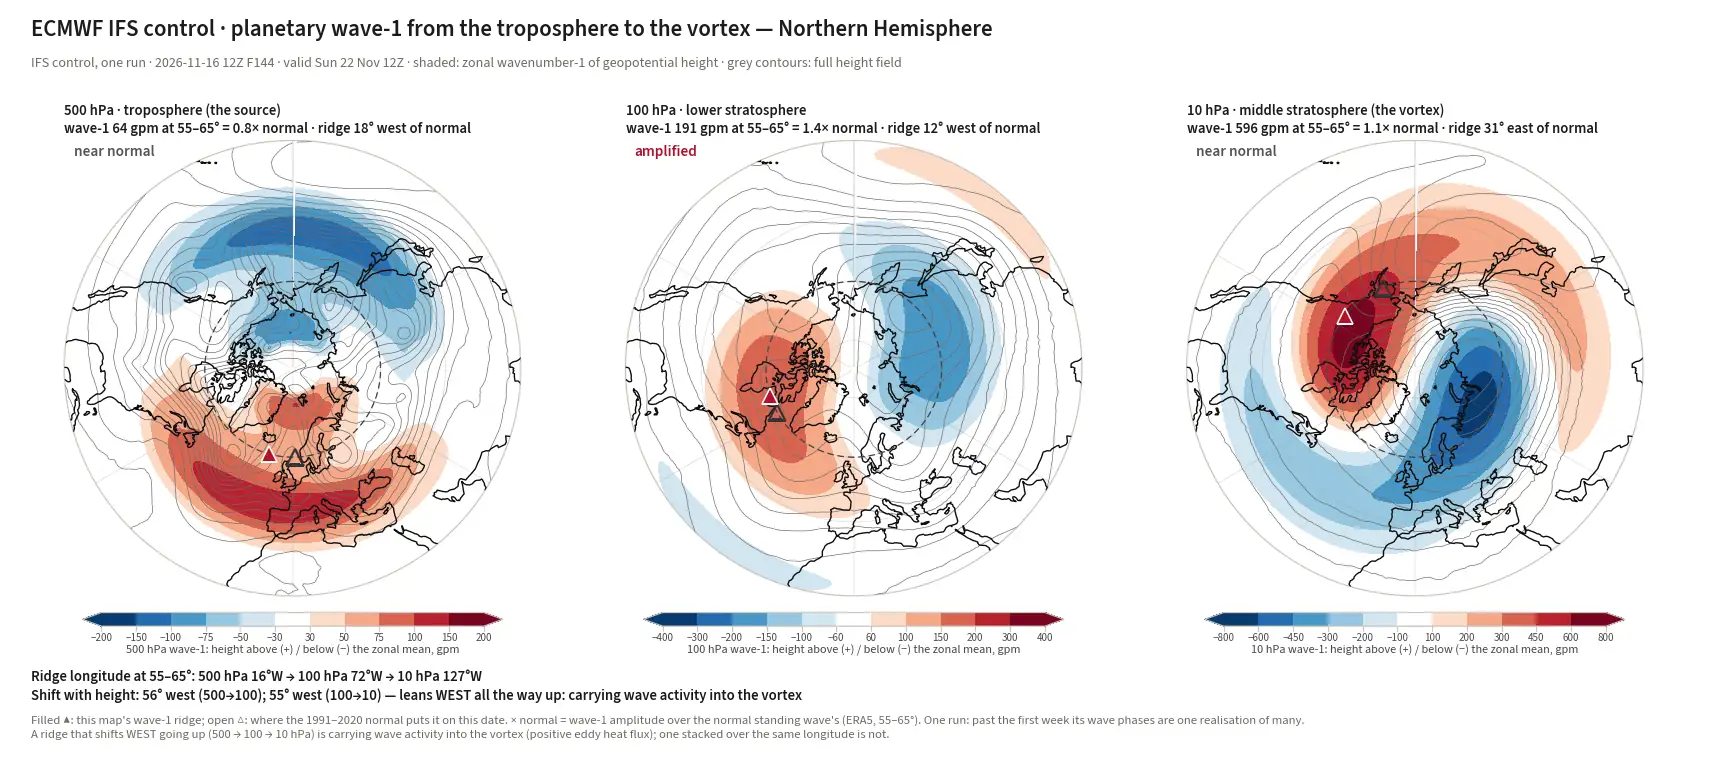 ECMWF IFS control · planetary wave-1 from the troposphere to the vortex — Northern Hemisphere
IFS control, one run · 2026-11-16 12Z F144 · valid Sun 22 Nov 12Z · shaded: zonal wavenumber-1 of geopotential height · grey contours: full height field
500 hPa · troposphere (the source)
wave-1 64 gpm at 55–65° = 0.8× normal · ridge 18° west of normal
near normal
100 hPa · lower stratosphere
wave-1 191 gpm at 55–65° = 1.4× normal · ridge 12° west of normal
amplified
10 hPa · middle stratosphere (the vortex)
wave-1 596 gpm at 55–65° = 1.1× normal · ridge 31° east of normal
near normal
−200 −150 −100 −75 −50 −30 30 50 75 100 150 200
500 hPa wave-1: height above (+) / below (−) the zonal mean, gpm
−400 −300 −200 −150 −100 −60 60 100 150 200 300 400
100 hPa wave-1: height above (+) / below (−) the zonal mean, gpm
−800 −600 −450 −300 −200 −100 100 200 300 450 600 800
10 hPa wave-1: height above (+) / below (−) the zonal mean, gpm
Ridge longitude at 55–65°: 500 hPa 16°W → 100 hPa 72°W → 10 hPa 127°W
Shift with height: 56° west (500→100); 55° west (100→10) — leans WEST all the way up: carrying wave activity into the vortex
Filled ▲: this map's wave-1 ridge; open △: where the 1991–2020 normal puts it on this date. × normal = wave-1 amplitude over the normal standing wave's (ERA5, 55–65°). One run: past the first week its wave phases are one realisation of many.
A ridge that shifts WEST going up (500 → 100 → 10 hPa) is carrying wave activity into the vortex (positive eddy heat flux); one stacked over the same longitude is not.